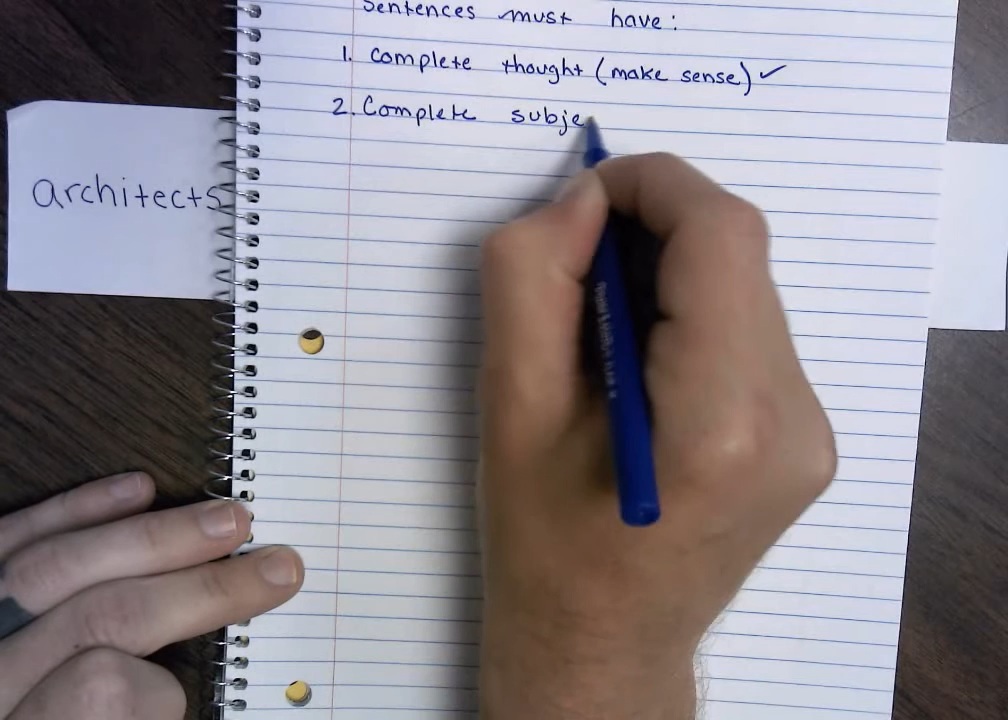 Sentences must have:
1. Complete thought (make sense) ✓
2. Complete subje
architects